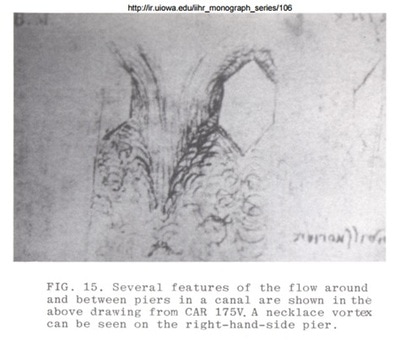 http://ir.uiowa.edu/iihr_monograph_series/106
FIG. 15. Several features of the flow around
and between piers in a canal are shown in the
above drawing from CAR 175V. A necklace vortex
can be seen on the right-hand-side pier.